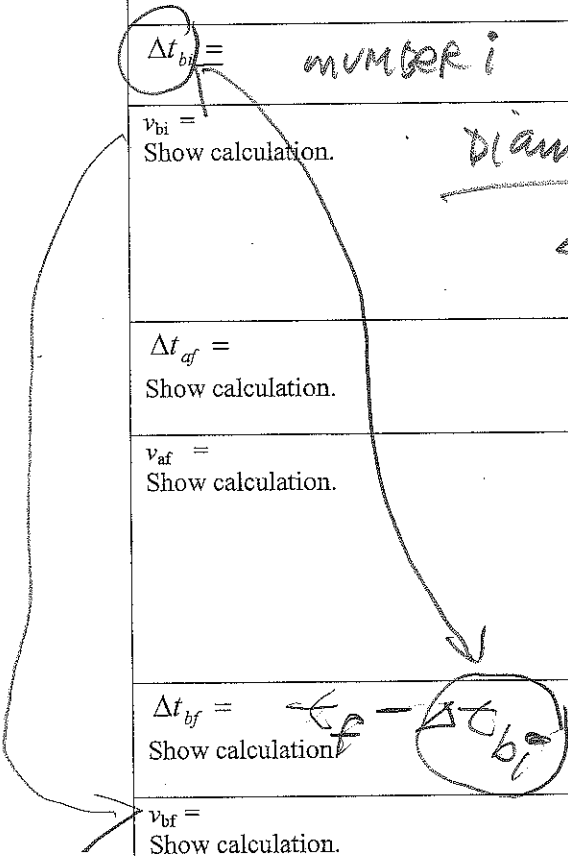 Δt_bi = number i
v_bi =
Show calculation.
Δt_af =
Show calculation.
v_af =
Show calculation.
Δt_bf = t_f - Δt_bi
Show calculation.
v_bf =
Show calculation.